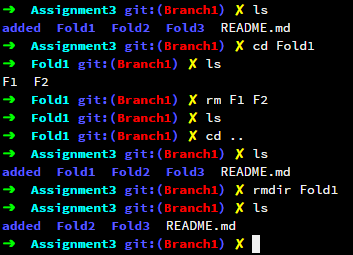 ➜ Assignment3 git:(Branch1) ✗ ls
added Fold1 Fold2 Fold3 README.md
➜ Assignment3 git:(Branch1) ✗ cd Fold1
➜ Fold1 git:(Branch1) ✗ ls
F1 F2
➜ Fold1 git:(Branch1) ✗ rm F1 F2
➜ Fold1 git:(Branch1) ✗ ls
➜ Fold1 git:(Branch1) ✗ cd ..
➜ Assignment3 git:(Branch1) ✗ ls
added Fold1 Fold2 Fold3 README.md
➜ Assignment3 git:(Branch1) ✗ rmdir Fold1
➜ Assignment3 git:(Branch1) ✗ ls
added Fold2 Fold3 README.md
➜ Assignment3 git:(Branch1) ✗